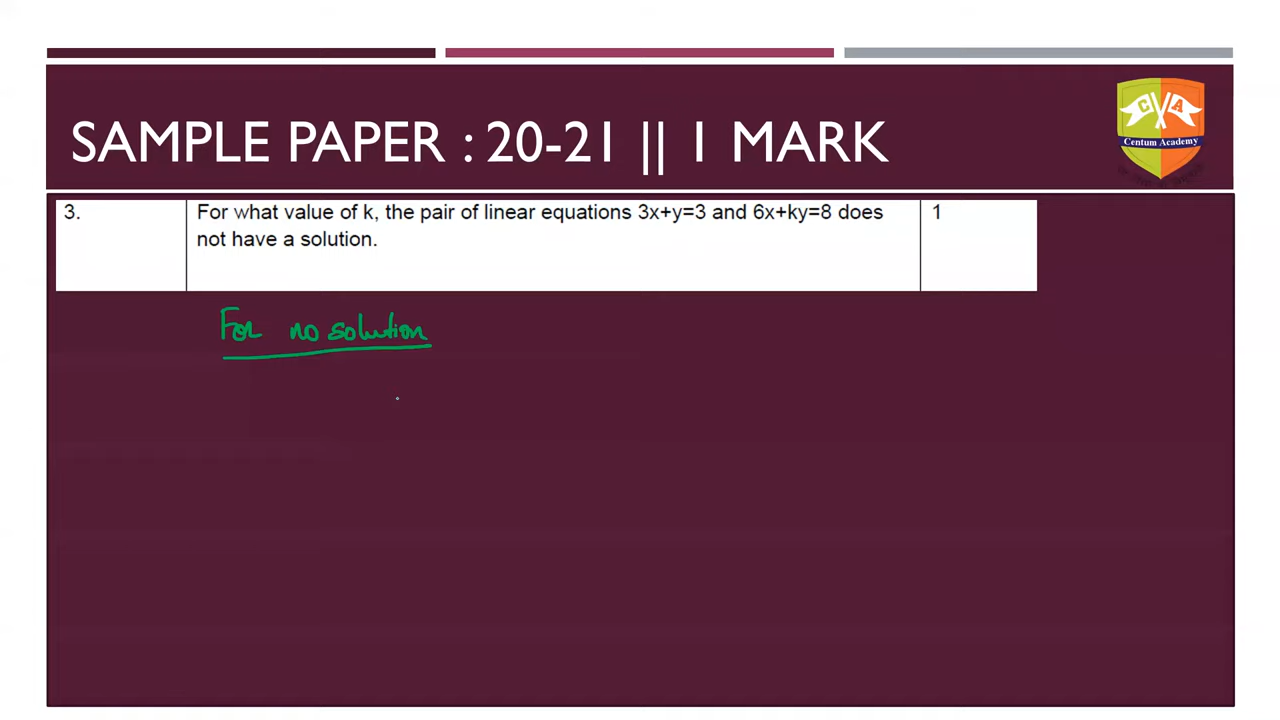 SAMPLE PAPER : 20-21 || 1 MARK
C A
Centum Academy
3.
For what value of k, the pair of linear equations 3x+y=3 and 6x+ky=8 does
not have a solution.
1
For no solution